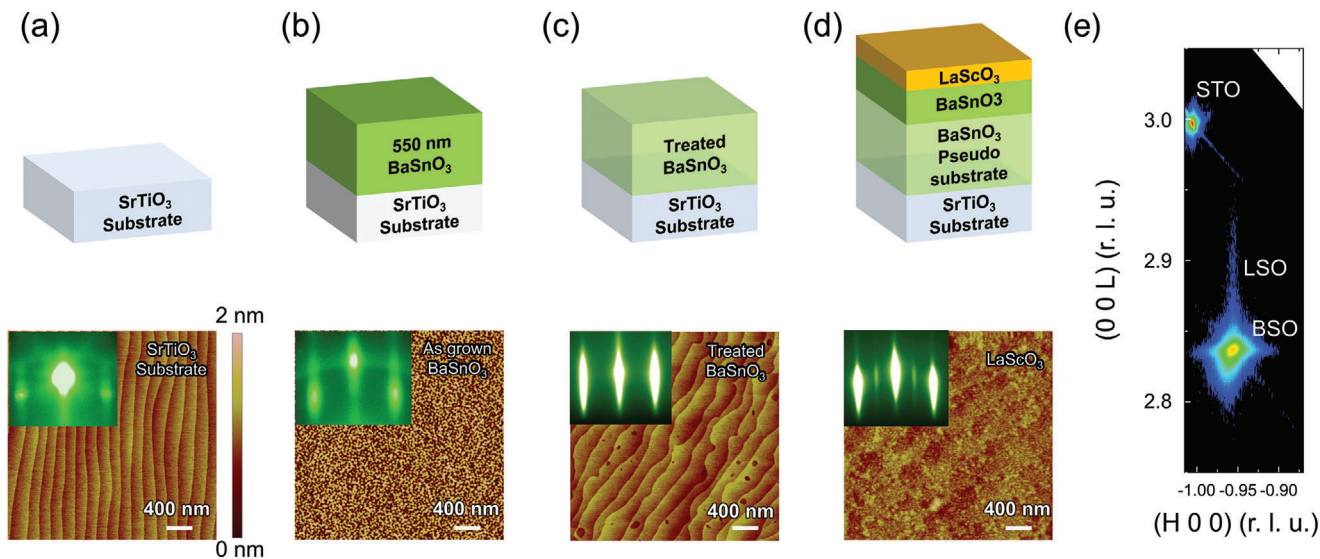 (a)
SrTiO₃
Substrate
2 nm
SrTiO₃
Substrate
400 nm
0 nm
(b)
550 nm
BaSnO₃
SrTiO₃
Substrate
As grown
BaSnO₃
400 nm
(c)
Treated
BaSnO₃
SrTiO₃
Substrate
Treated
BaSnO₃
400 nm
(d)
LaScO₃
BaSnO3
BaSnO₃
Pseudo
substrate
SrTiO₃
Substrate
LaScO₃
400 nm
(e)
STO
3.0
2.9
LSO
BSO
2.8
(0 0 L) (r. l. u.)
-1.00 -0.95 -0.90
(H 0 0) (r. l. u.)